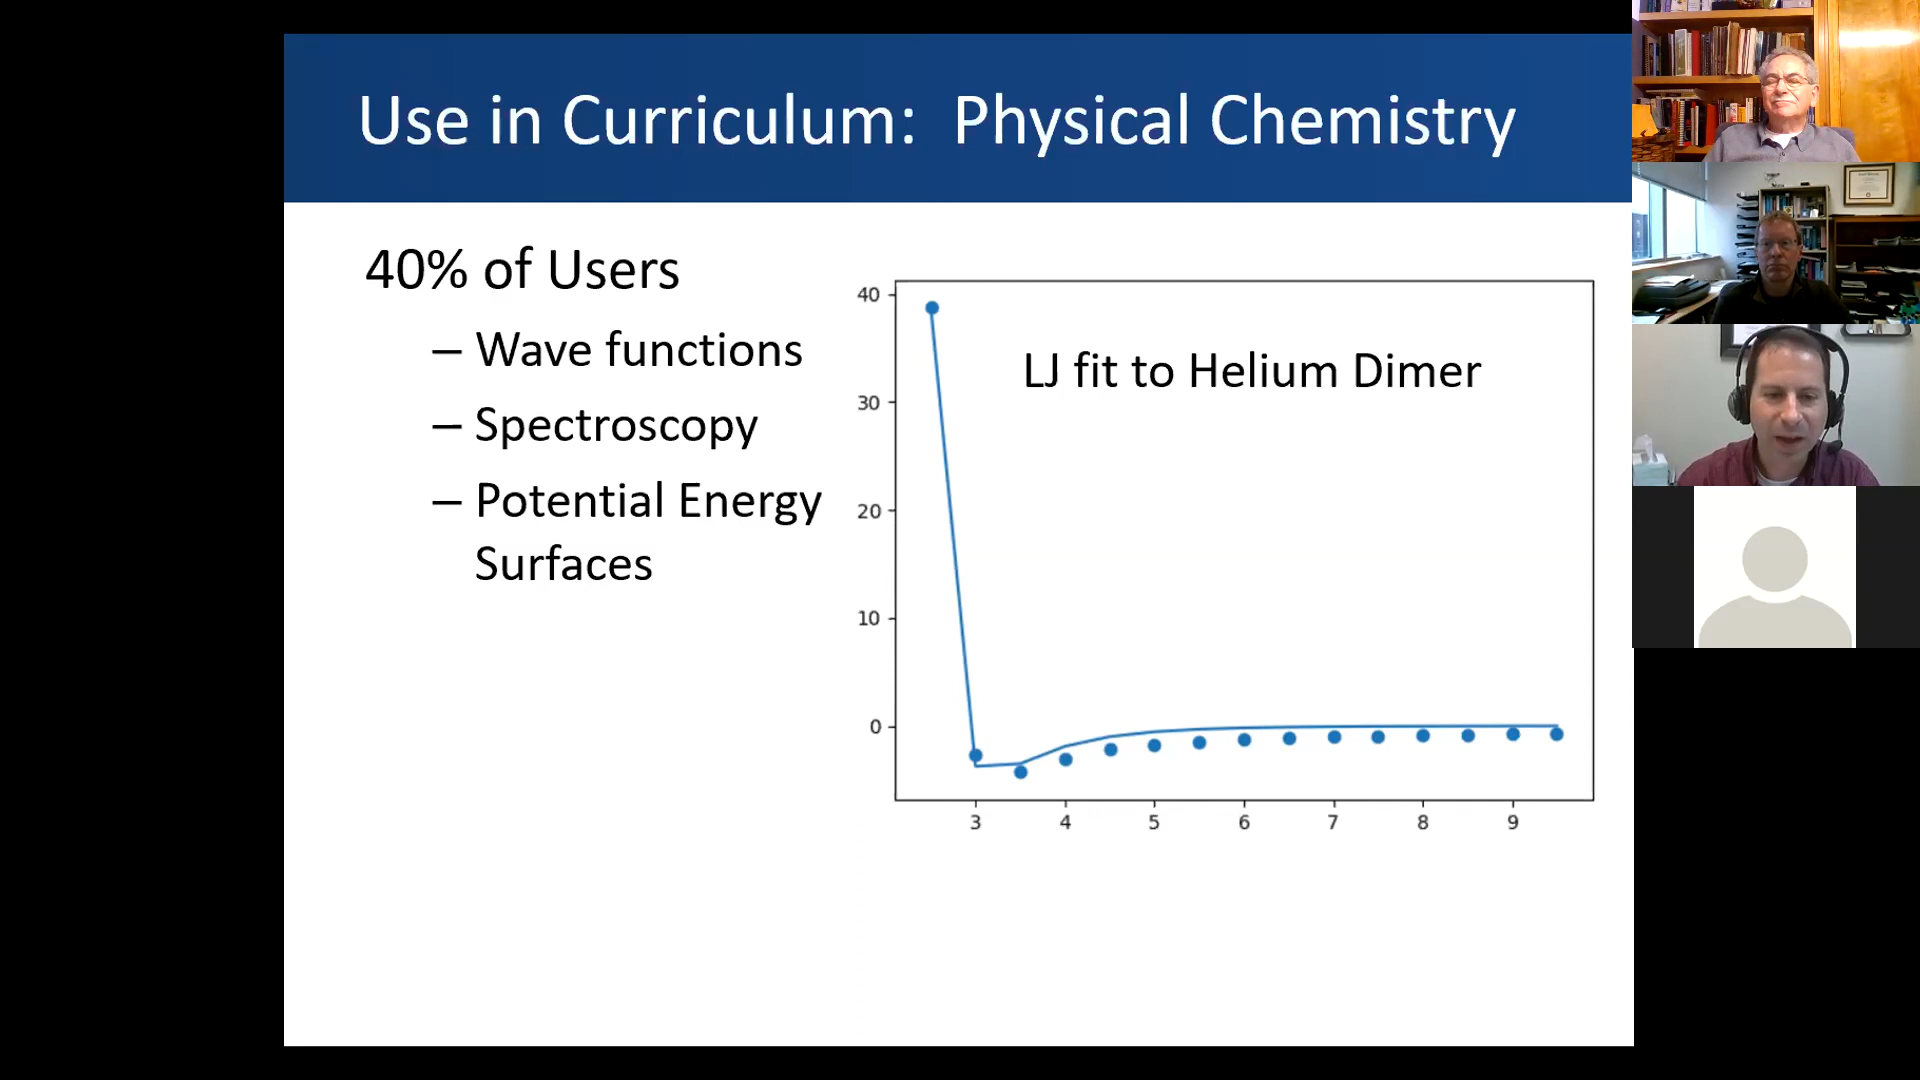 Use in Curriculum: Physical Chemistry
40% of Users
– Wave functions
– Spectroscopy
– Potential Energy
Surfaces
LJ fit to Helium Dimer
40
30
20
10
0
3 4 5 6 7 8 9